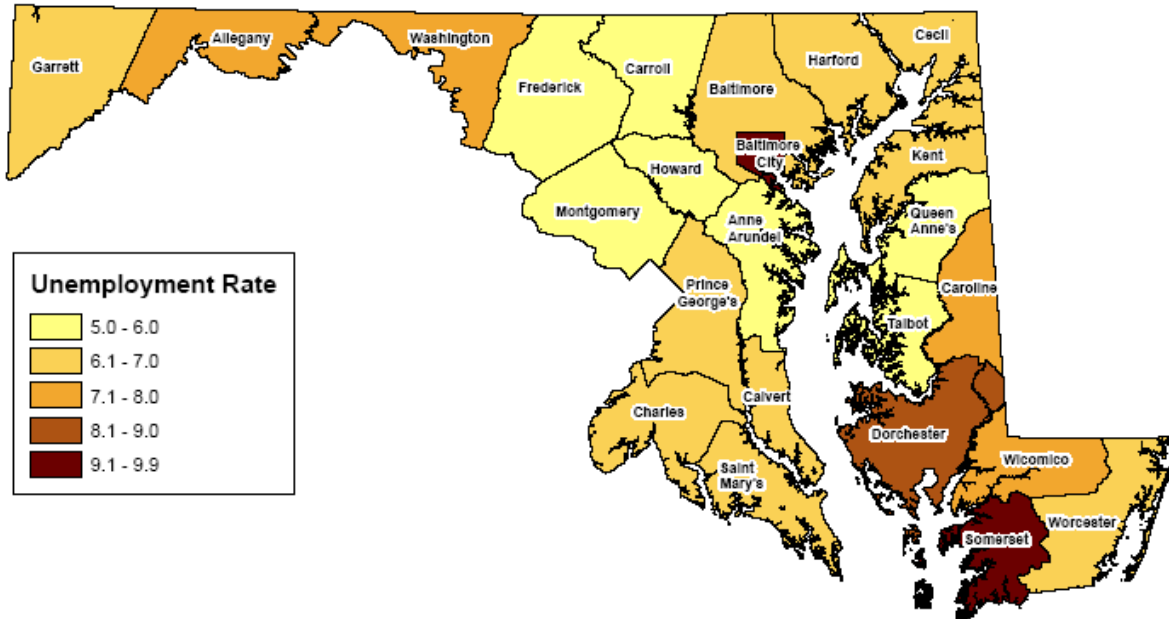 Garrett
Allegany
Washington
Frederick
Carroll
Baltimore
Harford
Cecil
Baltimore
City
Kent
Howard
Montgomery
Anne
Arundel
Queen
Anne's
Prince
George's
Caroline
Talbot
Charles
Calvert
Dorchester
Saint
Mary's
Wicomico
Worcester
Somerset
Unemployment Rate
5.0 - 6.0
6.1 - 7.0
7.1 - 8.0
8.1 - 9.0
9.1 - 9.9